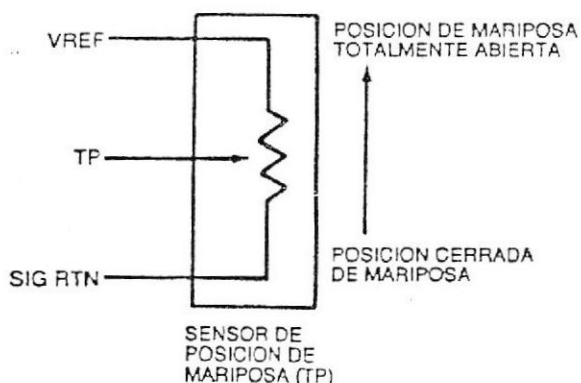 VREF
TP
SIG RTN
POSICION DE MARIPOSA
TOTALMENTE ABIERTA
POSICION CERRADA
DE MARIPOSA
SENSOR DE
POSICION DE
MARIPOSA (TP)